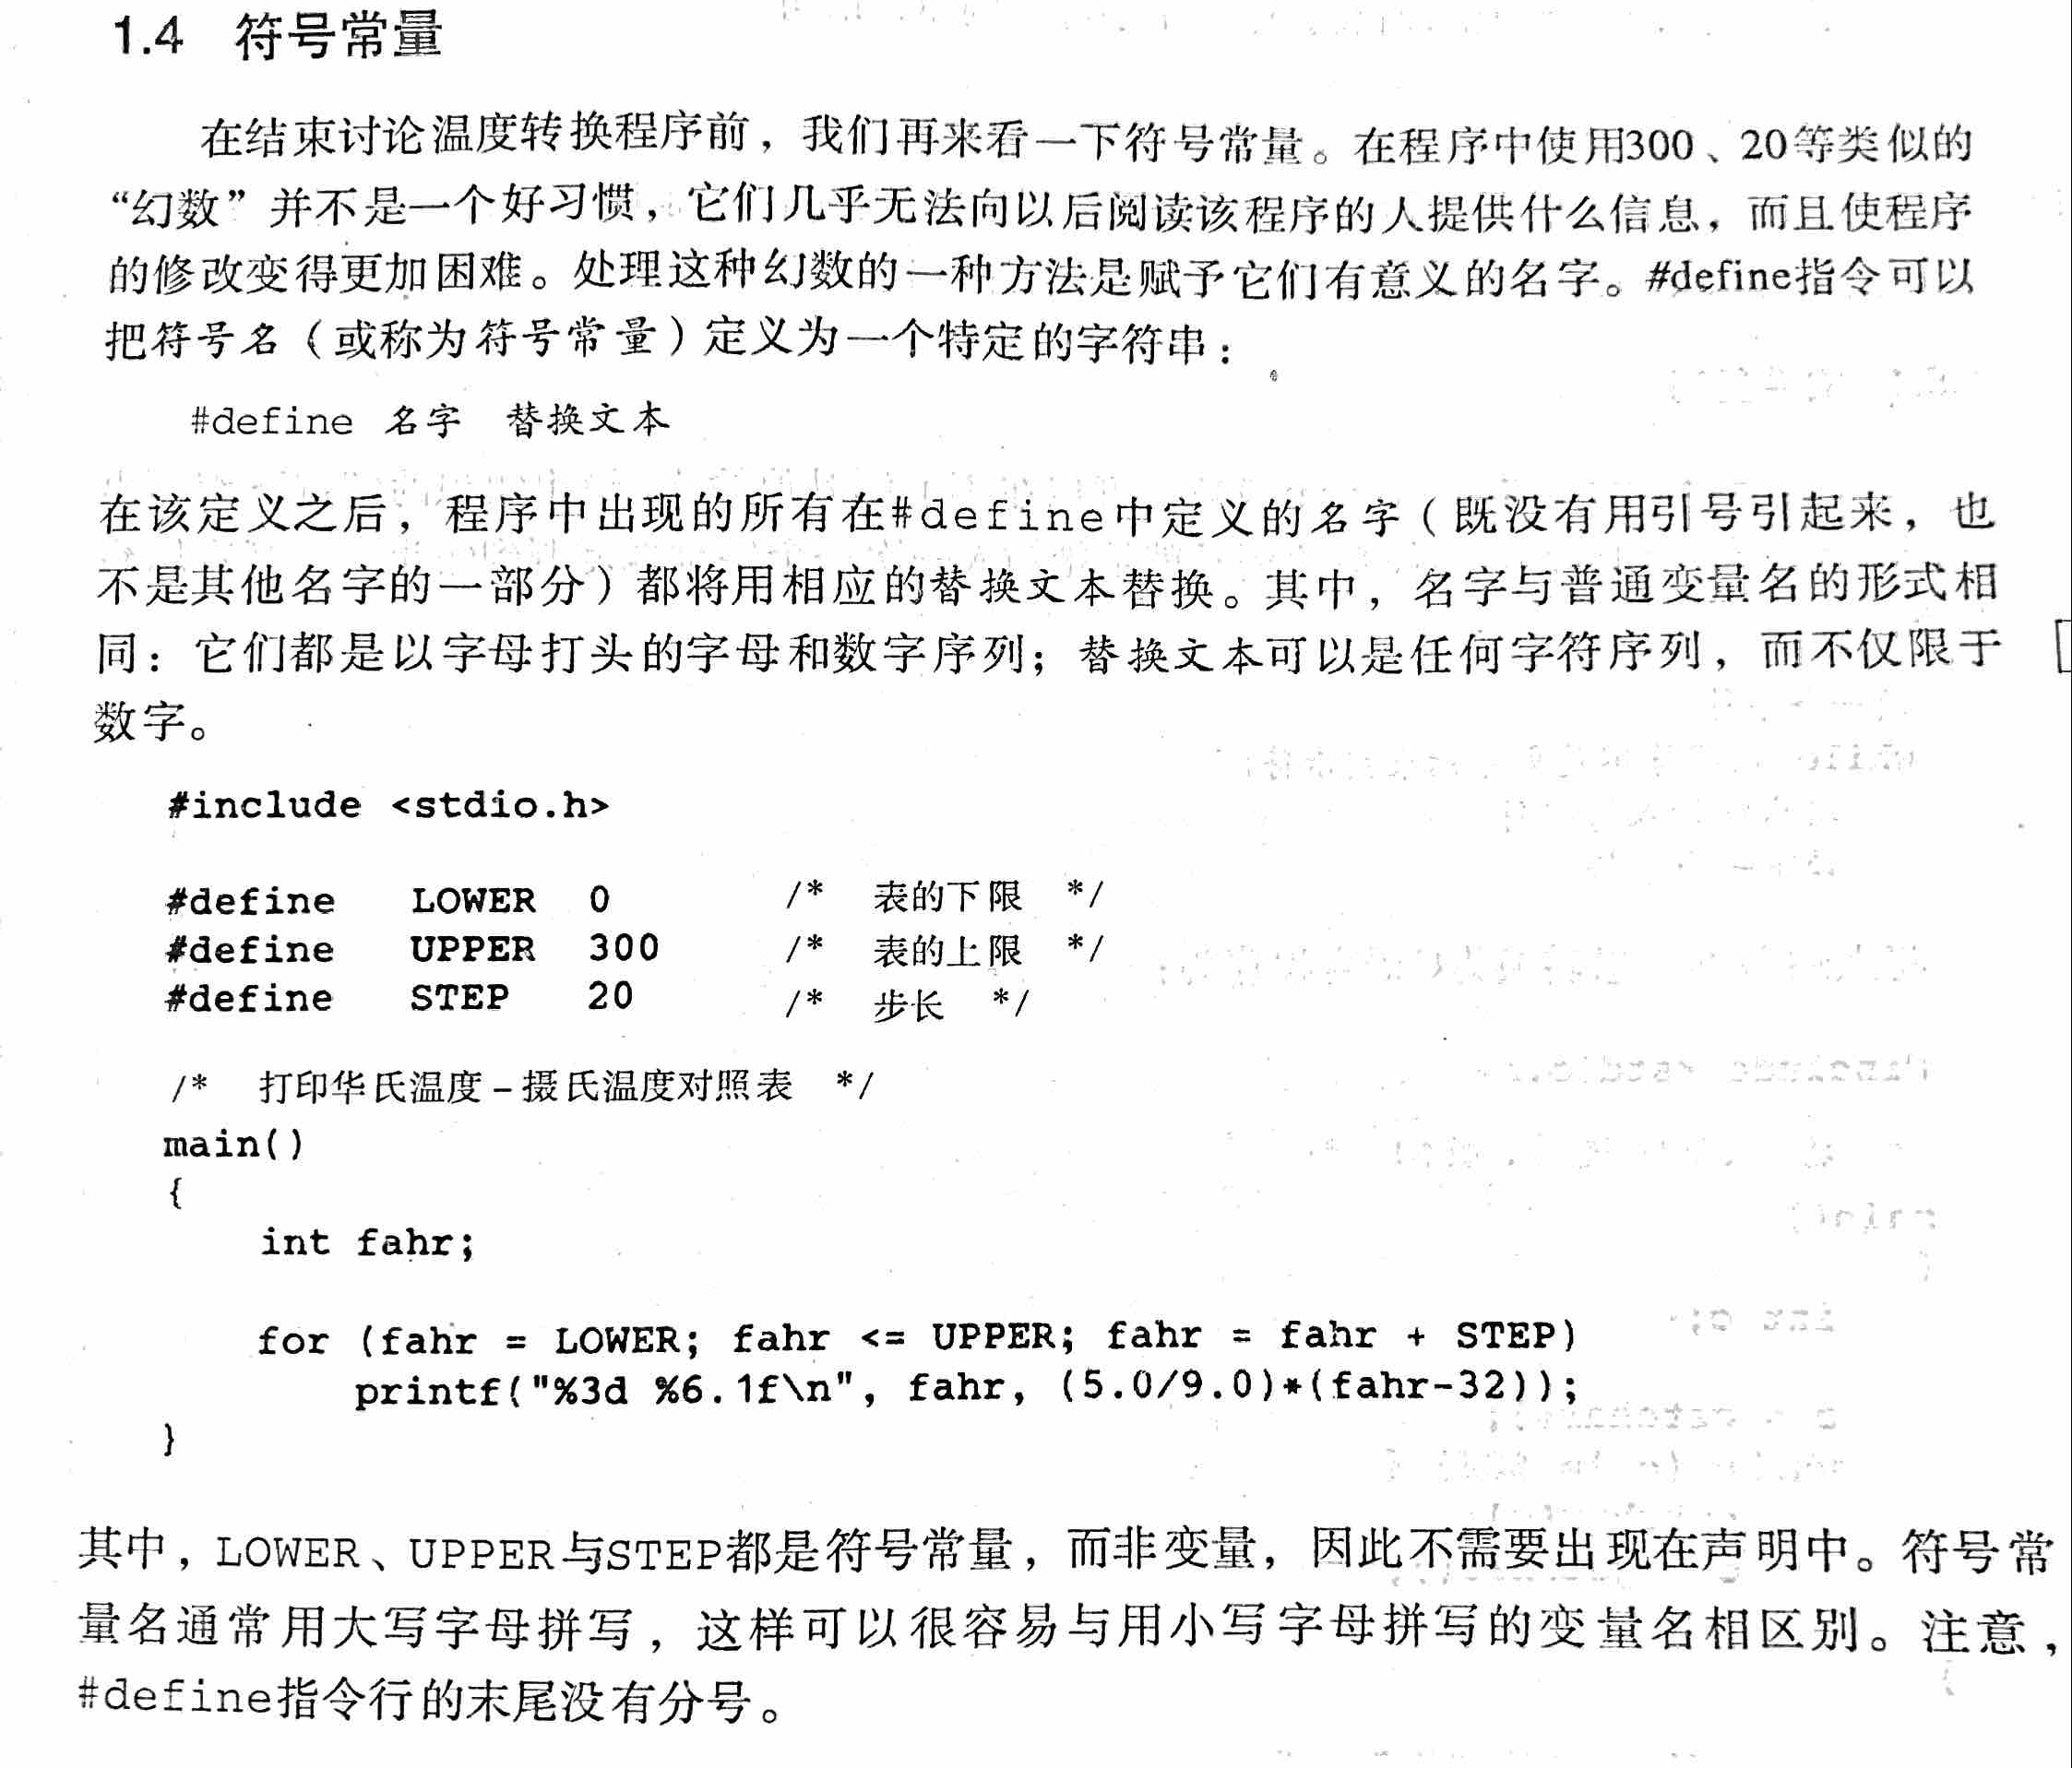 1.4 符号常量
在结束讨论温度转换程序前，我们再来看一下符号常量。在程序中使用300、20等类似的
“幻数”并不是一个好习惯，它们几乎无法向以后阅读该程序的人提供什么信息，而且使程序
的修改变得更加困难。处理这种幻数的一种方法是赋予它们有意义的名字。#define指令可以
把符号名（或称为符号常量）定义为一个特定的字符串：
#define 名字 替换文本
在该定义之后，程序中出现的所有在#define中定义的名字（既没有用引号引起来，也
不是其他名字的一部分）都将用相应的替换文本替换。其中，名字与普通变量名的形式相
同：它们都是以字母打头的字母和数字序列；替换文本可以是任何字符序列，而不仅限于
数字。
#include <stdio.h>
#define LOWER 0 /* 表的下限 */
#define UPPER 300 /* 表的上限 */
#define STEP 20 /* 步长 */
/* 打印华氏温度－摄氏温度对照表 */
main()
{
int fahr;
for (fahr = LOWER; fahr <= UPPER; fahr = fahr + STEP)
printf("%3d %6.1f\n", fahr, (5.0/9.0)*(fahr-32));
}
其中，LOWER、UPPER与STEP都是符号常量，而非变量，因此不需要出现在声明中。符号常
量名通常用大写字母拼写，这样可以很容易与用小写字母拼写的变量名相区别。注意，
#define指令行的末尾没有分号。